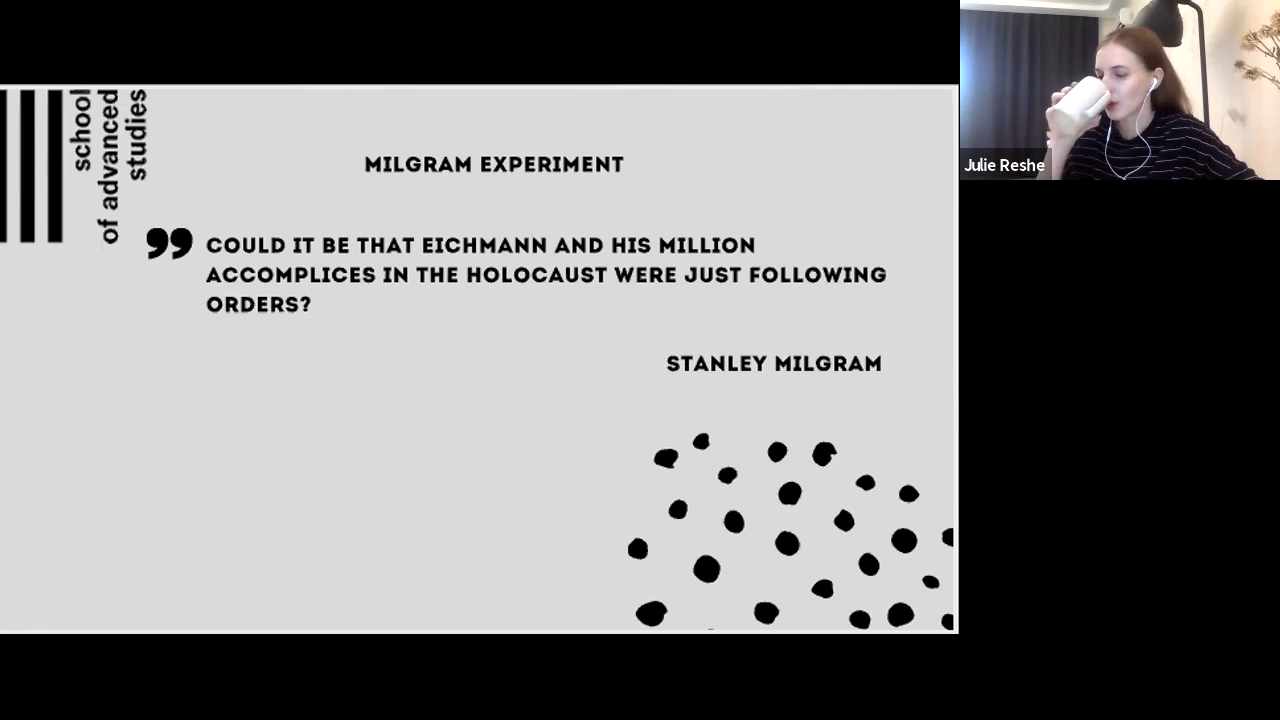 school
of advanced
studies
MILGRAM EXPERIMENT
” COULD IT BE THAT EICHMANN AND HIS MILLION
ACCOMPLICES IN THE HOLOCAUST WERE JUST FOLLOWING
ORDERS?
STANLEY MILGRAM
Julie Reshe